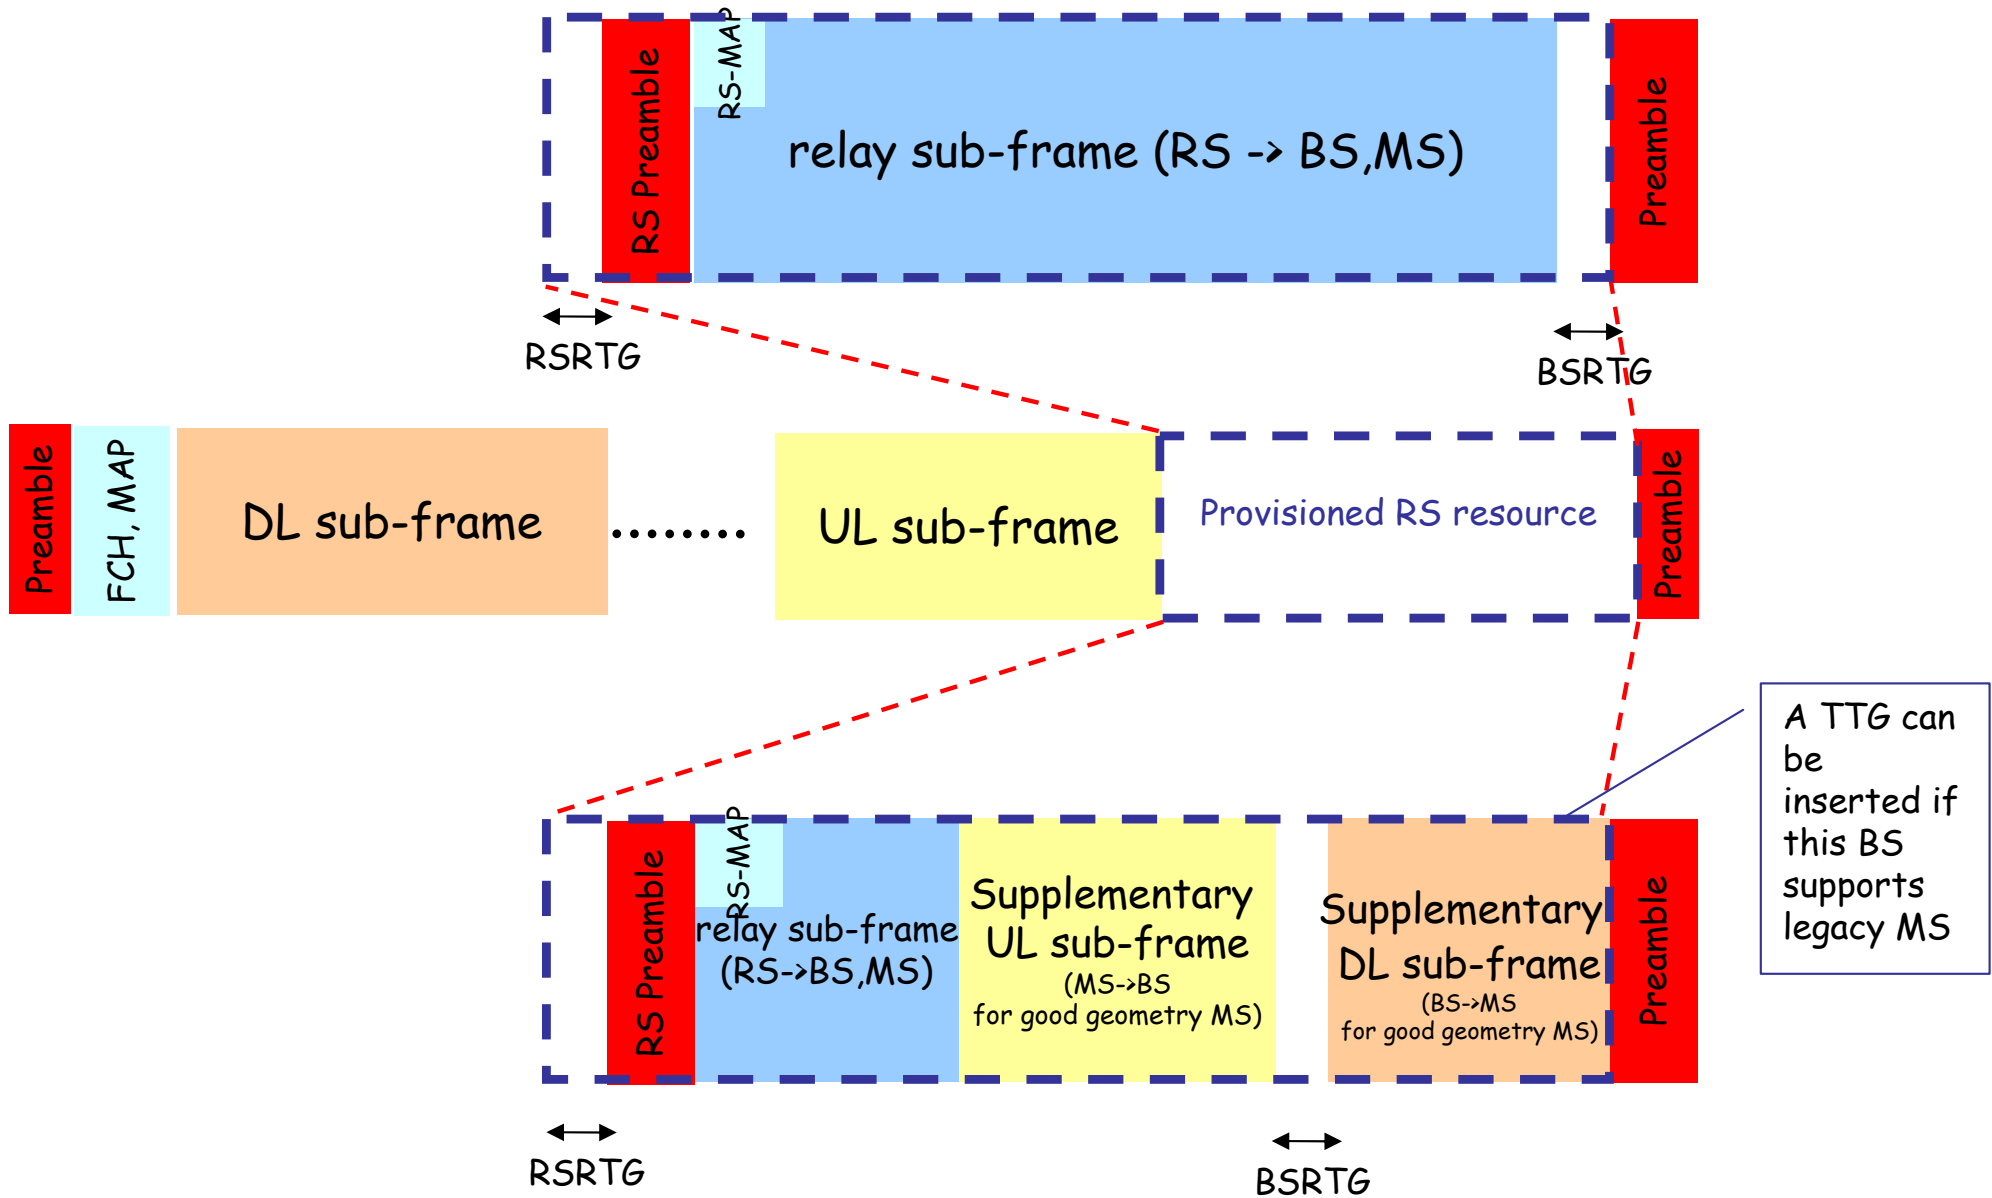 RS Preamble
RS-MAP
relay sub-frame (RS -> BS,MS)
Preamble
RSRTG
BSRTG
Preamble
FCH, MAP
DL sub-frame
UL sub-frame
Provisioned RS resource
Preamble
A TTG can
be
inserted if
this BS
supports
legacy MS
RS Preamble
RS-MAP
relay sub-frame
(RS->BS,MS)
Supplementary
UL sub-frame
(MS->BS
for good geometry MS)
Supplementary
DL sub-frame
(BS->MS
for good geometry MS)
Preamble
RSRTG
BSRTG